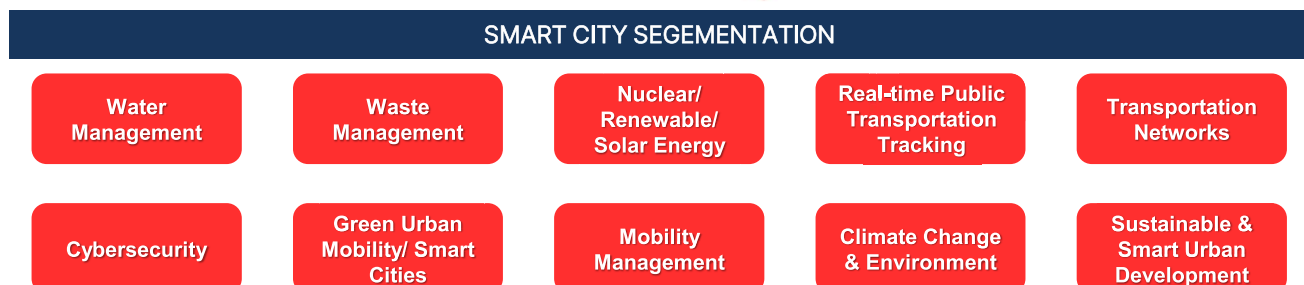 SMART CITY SEGEMENTATION
Water
Management
Waste
Management
Nuclear/
Renewable/
Solar Energy
Real-time Public
Transportation
Tracking
Transportation
Networks
Cybersecurity
Green Urban
Mobility/ Smart
Cities
Mobility
Management
Climate Change
& Environment
Sustainable &
Smart Urban
Development